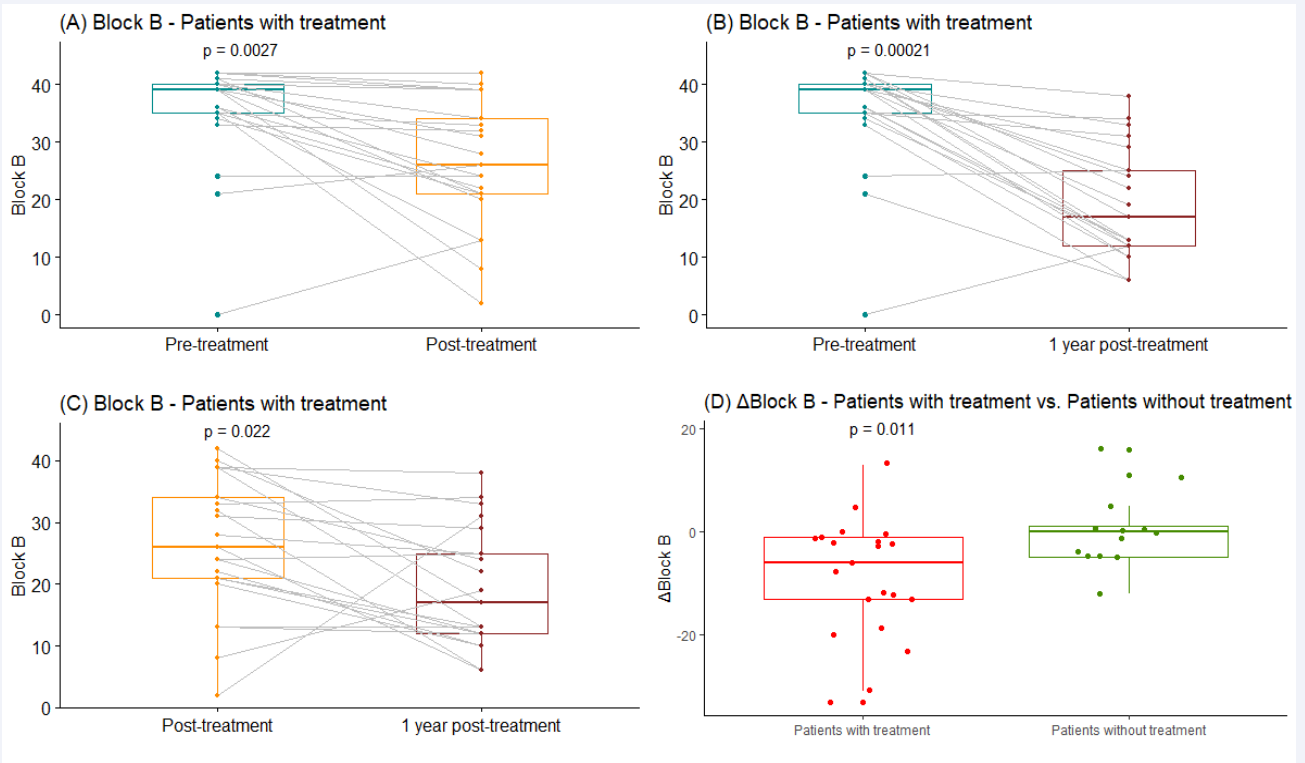 (A) Block B - Patients with treatment
p = 0.0027
40
30
20
10
0
Block B
Pre-treatment
Post-treatment
(B) Block B - Patients with treatment
p = 0.00021
40
30
20
10
0
Block B
Pre-treatment
1 year post-treatment
(C) Block B - Patients with treatment
p = 0.022
40
30
20
10
0
Block B
Post-treatment
1 year post-treatment
(D) ΔBlock B - Patients with treatment vs. Patients without treatment
p = 0.011
20
0
-20
ΔBlock B
Patients with treatment
Patients without treatment